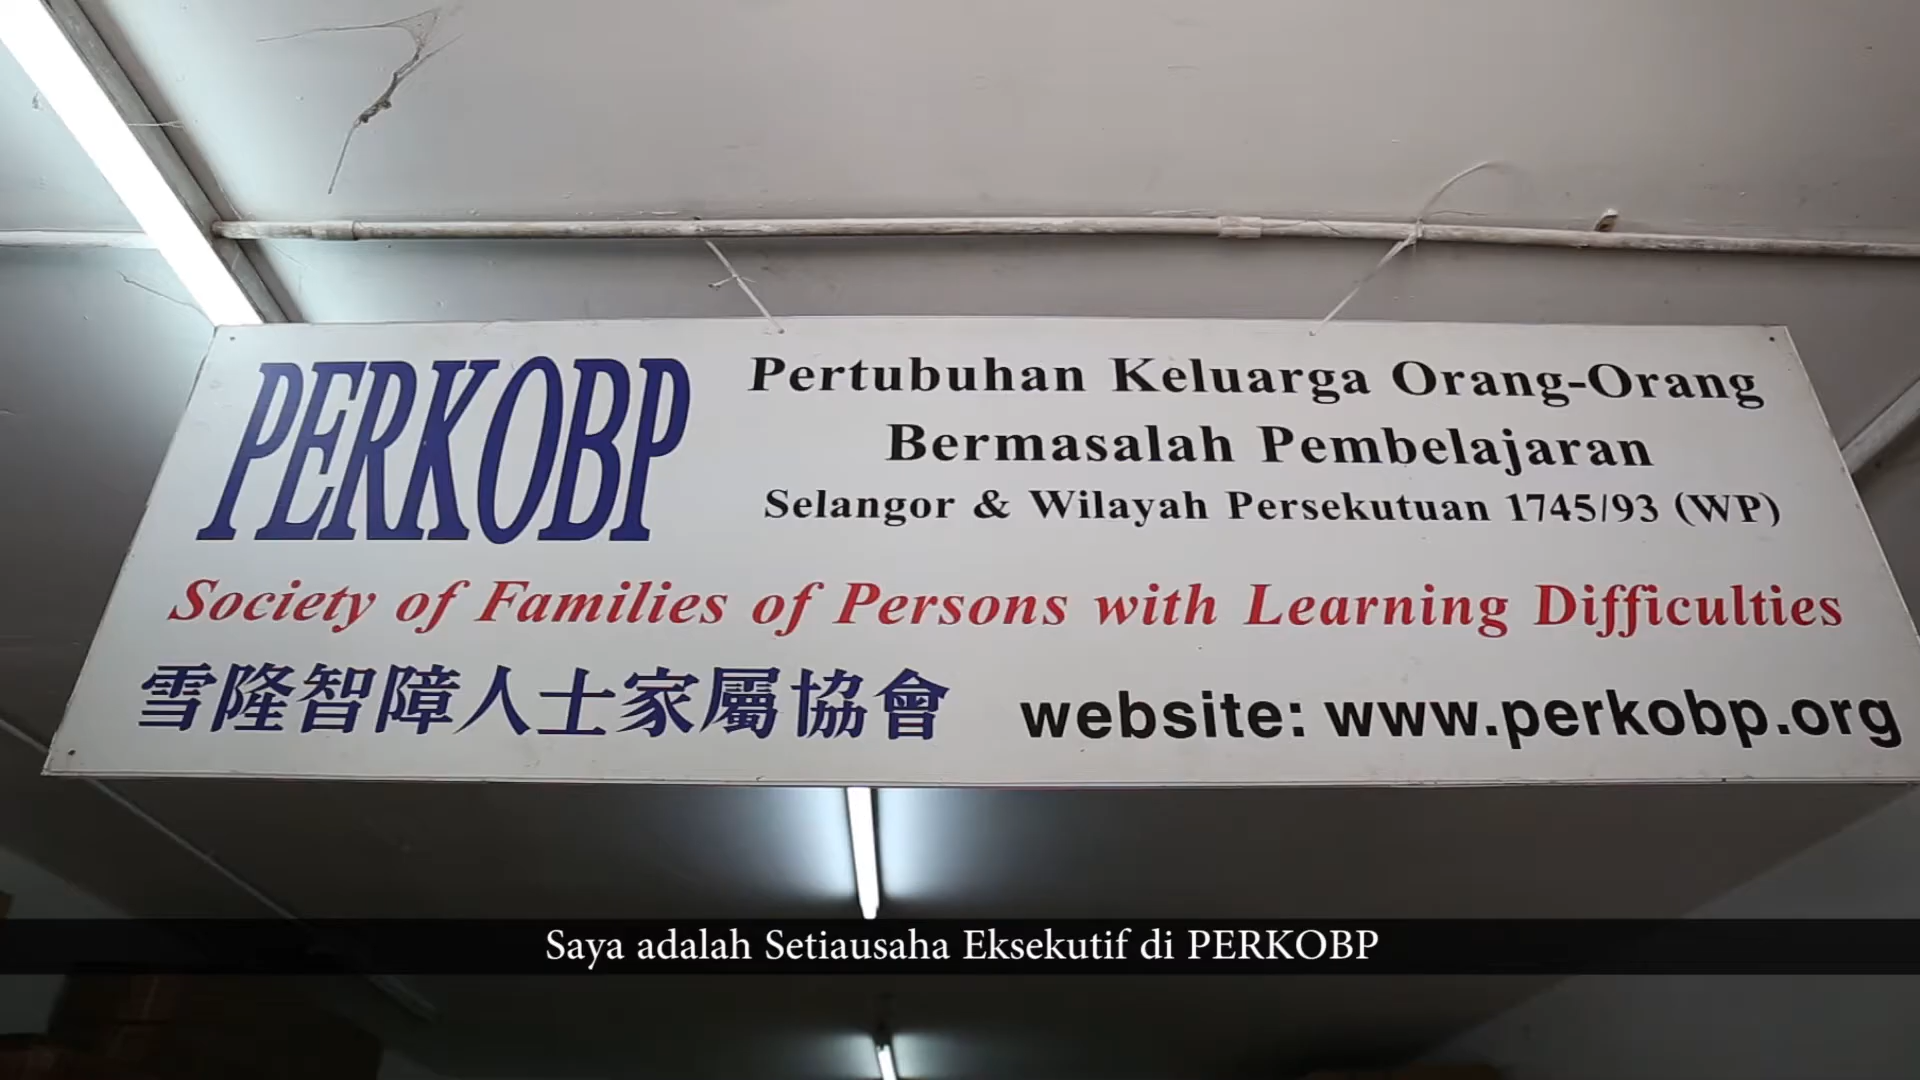 PERKOBP
Pertubuhan Keluarga Orang-Orang
Bermasalah Pembelajaran
Selangor & Wilayah Persekutuan 1745/93 (WP)
Society of Families of Persons with Learning Difficulties
雪隆智障人士家屬協會
website: www.perkobp.org
Saya adalah Setiausaha Eksekutif di PERKOBP